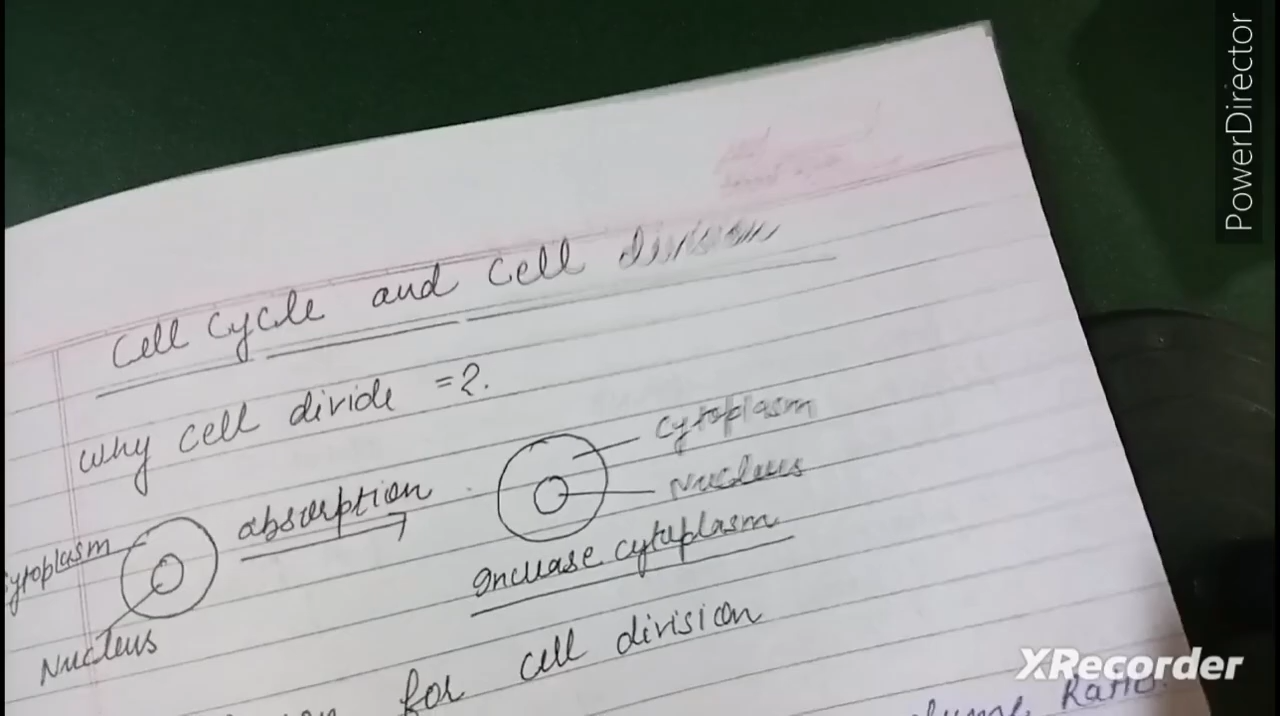 Cell Cycle and Cell division
Why cell divide =?.
Cytoplasm
Nucleus
absorption
Cytoplasm
Nucleus
Increase cytoplasm
for cell division
Ratio.
PowerDirector
XRecorder